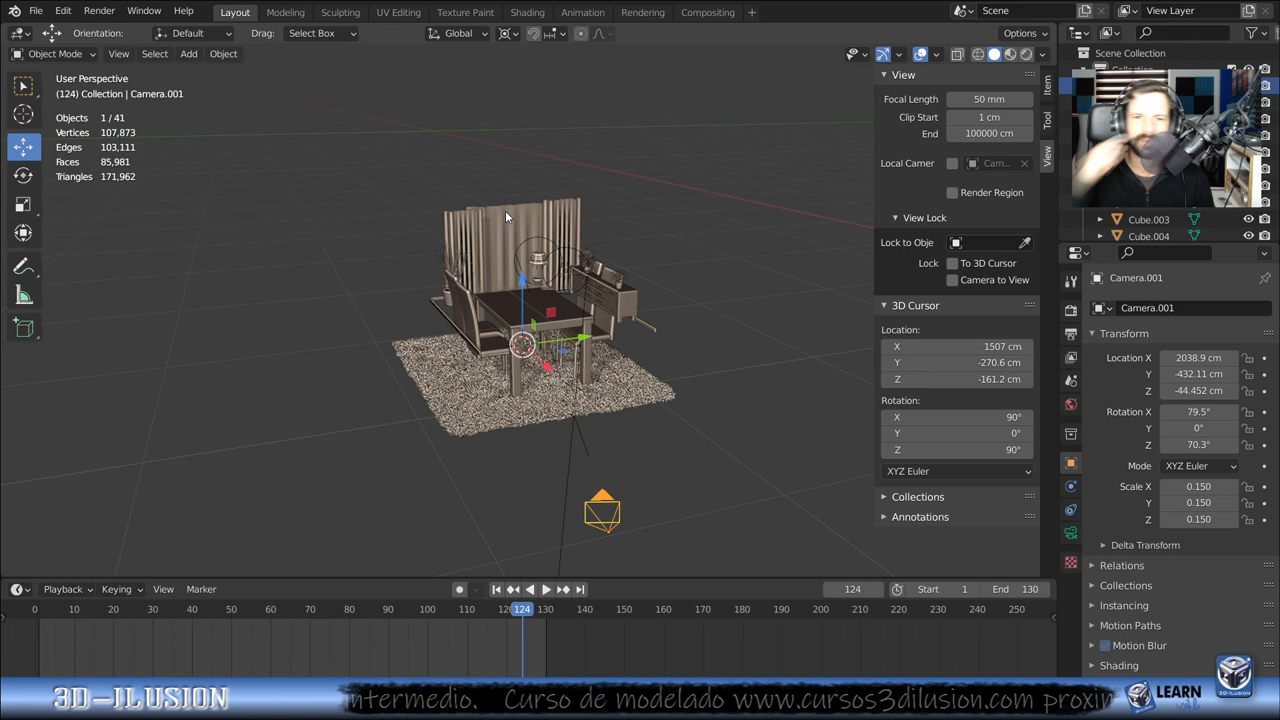 File Edit Render Window Help Layout Modeling Sculpting UV Editing Texture Paint Shading Animation Rendering Compositing + Scene View Layer
Orientation: Default Drag: Select Box Global Options
Object Mode View Select Add Object
Scene Collection
User Perspective
(124) Collection | Camera.001
Objects 1 / 41
Vertices 107,873
Edges 103,111
Faces 85,981
Triangles 171,962
View
Focal Length 50 mm
Clip Start 1 cm
End 100000 cm
Local Camer Cam...
Render Region
View Lock
Lock to Obje
Lock To 3D Cursor
Camera to View
3D Cursor
Location:
X 1507 cm
Y -270.6 cm
Z -161.2 cm
Rotation:
X 90°
Y 0°
Z 90°
XYZ Euler
Collections
Annotations
Item
Tool
View
Cube.003
Cube.004
Camera.001
Camera.001
Transform
Location X 2038.9 cm
Y -432.11 cm
Z -44.452 cm
Rotation X 79.5°
Y 0°
Z 70.3°
Mode XYZ Euler
Scale X 0.150
Y 0.150
Z 0.150
Delta Transform
Relations
Collections
Instancing
Motion Paths
Motion Blur
Shading
Playback Keying View Marker 124 Start 1 End 130
0 10 20 30 40 50 60 70 80 90 100 110 124 130 140 150 160 170 180 190 200 210 220 230 240 250
3D-ILUSION intermedio. Curso de modelado www.cursos3dilusion.com proxin LEARN